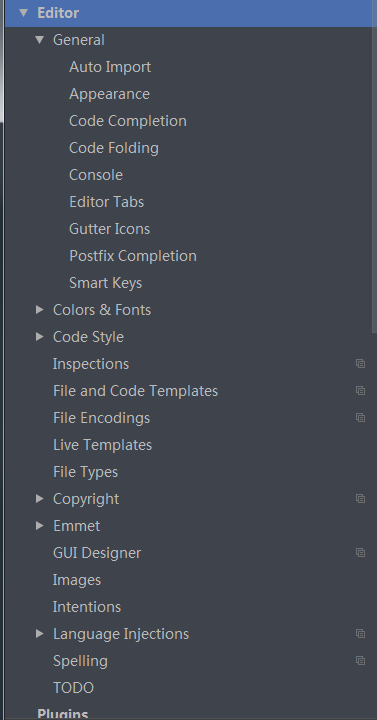 Editor
General
Auto Import
Appearance
Code Completion
Code Folding
Console
Editor Tabs
Gutter Icons
Postfix Completion
Smart Keys
Colors & Fonts
Code Style
Inspections
File and Code Templates
File Encodings
Live Templates
File Types
Copyright
Emmet
GUI Designer
Images
Intentions
Language Injections
Spelling
TODO
Plugins